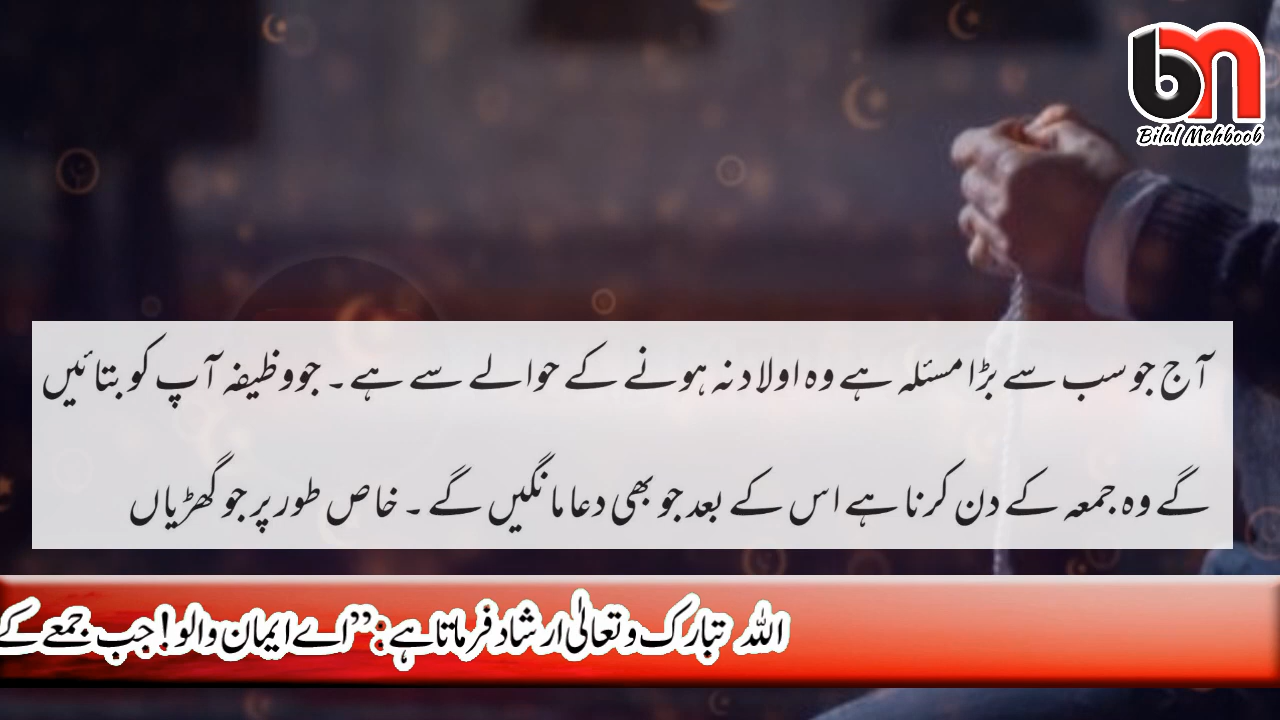 bm
Bilal Mehboob
آج جو سب سے بڑا مسئلہ ہے وہ اولاد نہ ہونے کے حوالے سے ہے۔ جو وظیفہ آپ کو بتائیں
گے وہ جمعہ کے دن کرنا ہے اس کے بعد جو بھی دعا مانگیں گے ۔ خاص طور پر جو گھڑیاں
اللہ تبارک و تعالیٰ ارشاد فرماتا ہے: ”اے ایمان والو! جب جمعے کے